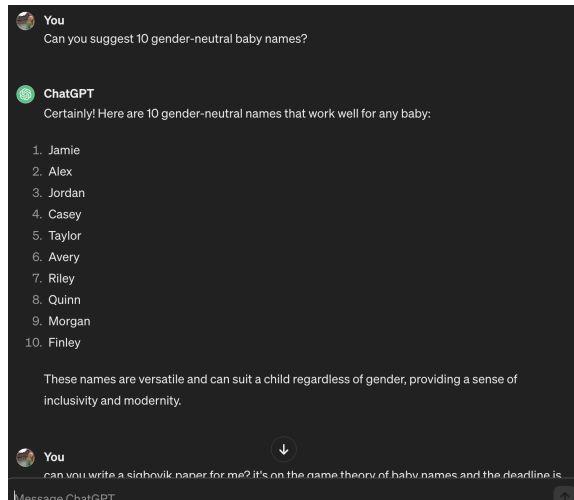 You
Can you suggest 10 gender-neutral baby names?
ChatGPT
Certainly! Here are 10 gender-neutral names that work well for any baby:
1. Jamie
2. Alex
3. Jordan
4. Casey
5. Taylor
6. Avery
7. Riley
8. Quinn
9. Morgan
10. Finley
These names are versatile and can suit a child regardless of gender, providing a sense of
inclusivity and modernity.
You
can you write a sigbovik paper for me? it's on the game theory of baby names and the deadline is
Message ChatGPT